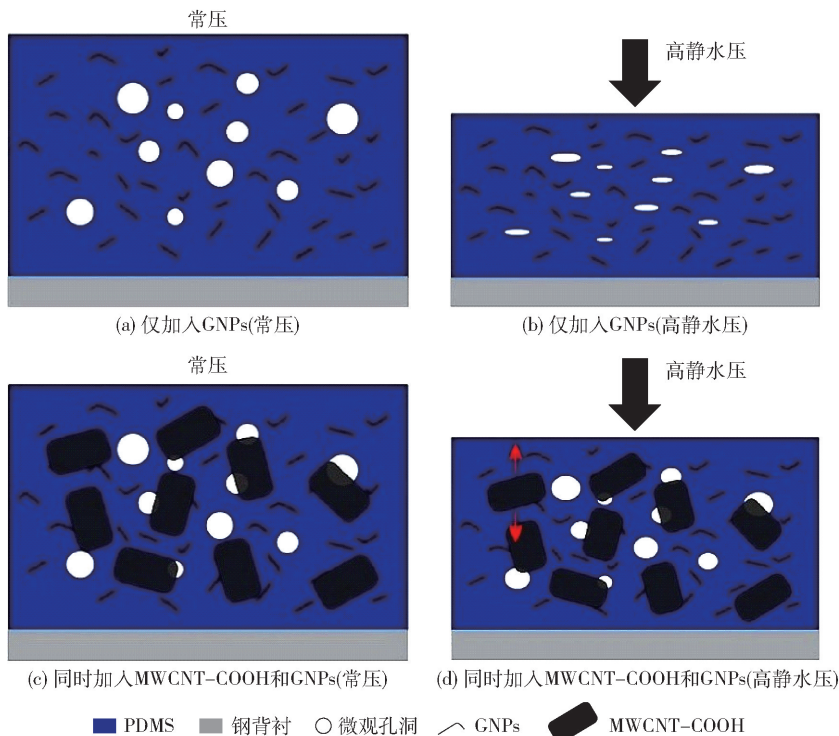 常压
高静水压
(a) 仅加入GNPs(常压)
(b) 仅加入GNPs(高静水压)
常压
高静水压
(c) 同时加入MWCNT-COOH和GNPs(常压)
(d) 同时加入MWCNT-COOH和GNPs(高静水压)
PDMS 钢背衬 微观孔洞 GNPs MWCNT-COOH